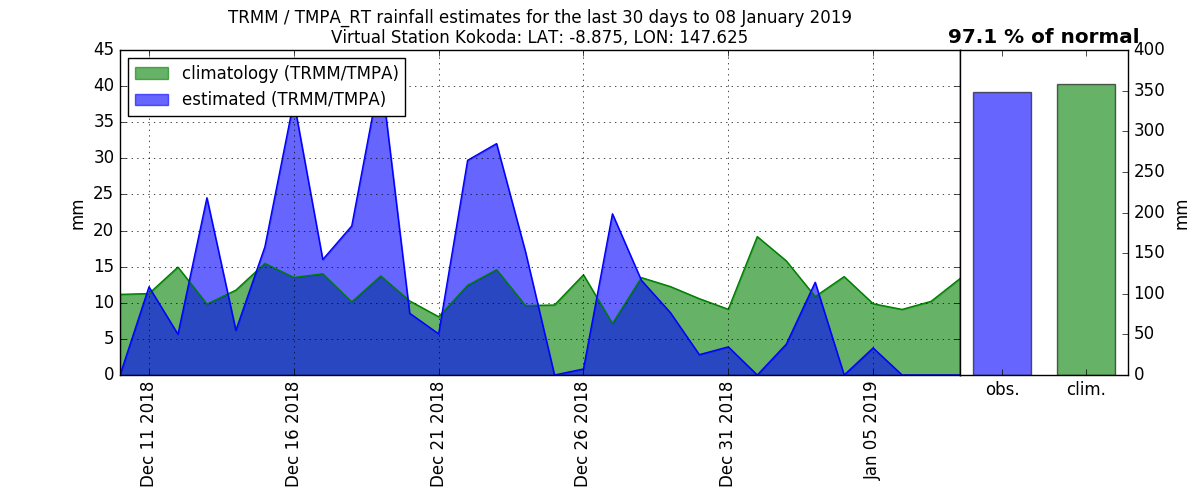 TRMM / TMPA_RT rainfall estimates for the last 30 days to 08 January 2019
Virtual Station Kokoda: LAT: -8.875, LON: 147.625
97.1 % of normal
climatology (TRMM/TMPA)
estimated (TRMM/TMPA)
45
40
35
30
25
20
15
10
5
0
mm
Dec 11 2018
Dec 16 2018
Dec 21 2018
Dec 26 2018
Dec 31 2018
Jan 05 2019
400
350
300
250
200
150
100
50
0
mm
obs.
clim.